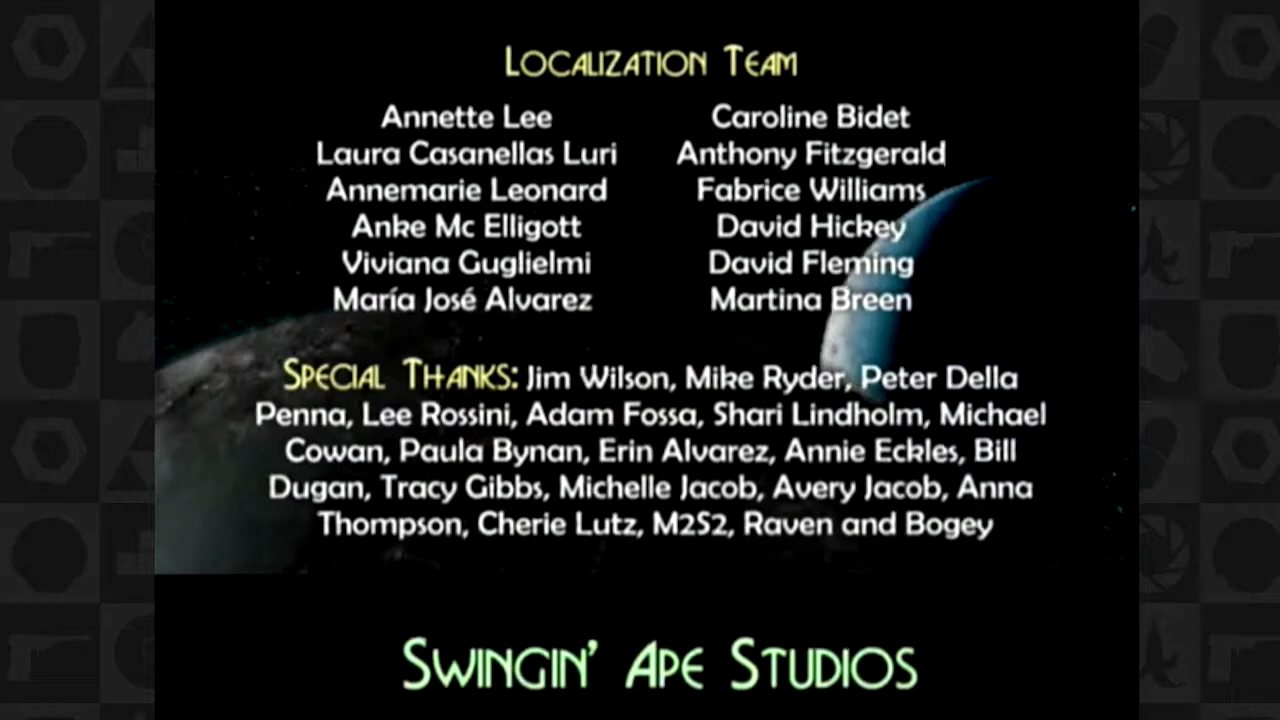 Localization Team
Annette Lee
Caroline Bidet
Laura Casanellas Luri
Anthony Fitzgerald
Annemarie Leonard
Fabrice Williams
Anke Mc Elligott
David Hickey
Viviana Guglielmi
David Fleming
María José Alvarez
Martina Breen
Special Thanks: Jim Wilson, Mike Ryder, Peter Della
Penna, Lee Rossini, Adam Fossa, Shari Lindholm, Michael
Cowan, Paula Bynan, Erin Alvarez, Annie Eckles, Bill
Dugan, Tracy Gibbs, Michelle Jacob, Avery Jacob, Anna
Thompson, Cherie Lutz, M2S2, Raven and Bogey
Swingin' Ape Studios